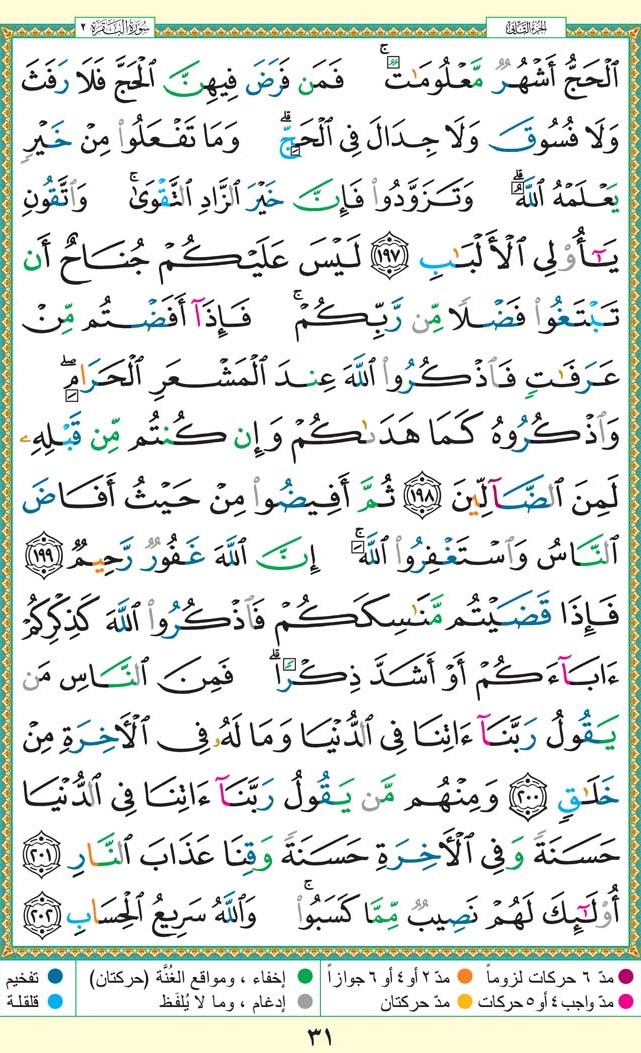 الجزء الثاني
سورة البقرة ٢
ٱلۡحَجُّ أَشۡهُرٌ مَّعۡلُومَٰتٌۚ فَمَن فَرَضَ فِيهِنَّ ٱلۡحَجَّ فَلَا رَفَثَ
وَلَا فُسُوقَ وَلَا جِدَالَ فِي ٱلۡحَجِّۗ وَمَا تَفۡعَلُواْ مِنۡ خَيۡرٍ
يَعۡلَمۡهُ ٱللَّهُۗ وَتَزَوَّدُواْ فَإِنَّ خَيۡرَ ٱلزَّادِ ٱلتَّقۡوَىٰۚ وَٱتَّقُونِ
يَٰٓأُوْلِي ٱلۡأَلۡبَٰبِ ١٩٧ لَيۡسَ عَلَيۡكُمۡ جُنَاحٌ أَن
تَبۡتَغُواْ فَضۡلٗا مِّن رَّبِّكُمۡۚ فَإِذَآ أَفَضۡتُم مِّنۡ
عَرَفَٰتٖ فَٱذۡكُرُواْ ٱللَّهَ عِندَ ٱلۡمَشۡعَرِ ٱلۡحَرَامِۖ
وَٱذۡكُرُوهُ كَمَا هَدَىٰكُمۡ وَإِن كُنتُم مِّن قَبۡلِهِۦ
لَمِنَ ٱلضَّآلِّينَ ١٩٨ ثُمَّ أَفِيضُواْ مِنۡ حَيۡثُ أَفَاضَ
ٱلنَّاسُ وَٱسۡتَغۡفِرُواْ ٱللَّهَۚ إِنَّ ٱللَّهَ غَفُورٞ رَّحِيمٞ ١٩٩
فَإِذَا قَضَيۡتُم مَّنَٰسِكَكُمۡ فَٱذۡكُرُواْ ٱللَّهَ كَذِكۡرِكُمۡ
ءَابَآءَكُمۡ أَوۡ أَشَدَّ ذِكۡرٗاۗ فَمِنَ ٱلنَّاسِ مَن
يَقُولُ رَبَّنَآ ءَاتِنَا فِي ٱلدُّنۡيَا وَمَا لَهُۥ فِي ٱلۡأٓخِرَةِ مِنۡ
خَلَٰقٖ ٢٠٠ وَمِنۡهُم مَّن يَقُولُ رَبَّنَآ ءَاتِنَا فِي ٱلدُّنۡيَا
حَسَنَةٗ وَفِي ٱلۡأٓخِرَةِ حَسَنَةٗ وَقِنَا عَذَابَ ٱلنَّارِ ٢٠١
أُوْلَٰٓئِكَ لَهُمۡ نَصِيبٞ مِّمَّا كَسَبُواْۚ وَٱللَّهُ سَرِيعُ ٱلۡحِسَابِ ٢٠٢
مدّ ٦ حركات لزوماً مدّ ٢ أو ٤ أو ٦ جوازاً إخفاء ، ومواقع الغُنَّة (حركتان) تفخيم
مدّ واجب ٤ أو ٥ حركات مدّ حركتان إدغام ، وما لا يُلفَظ قلقلة
٣١